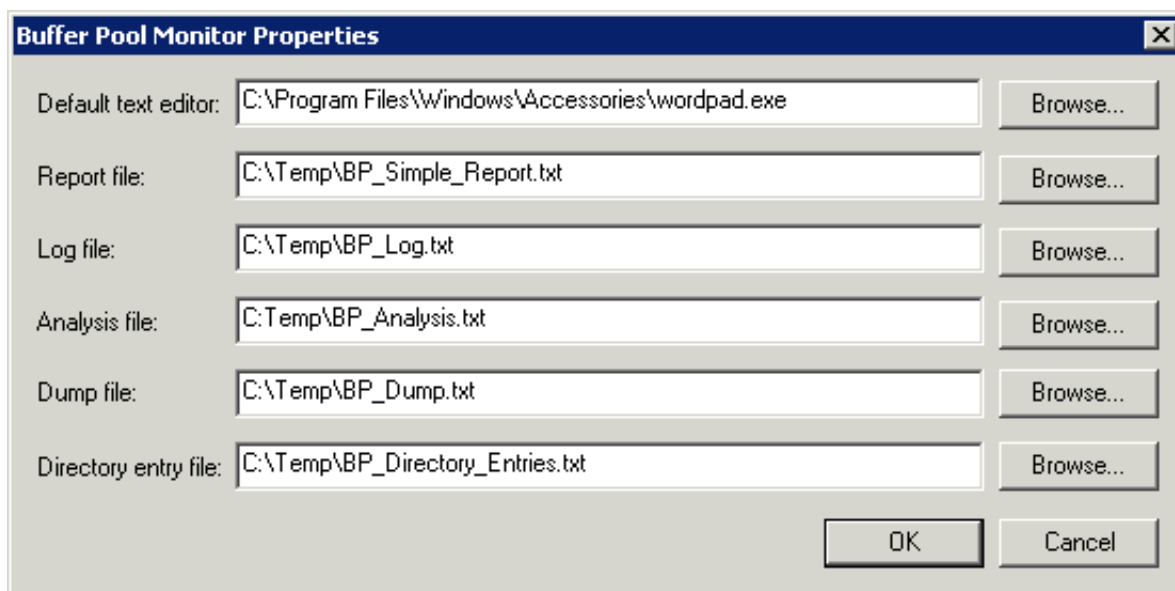 Buffer Pool Monitor Properties
Default text editor: C:\Program Files\Windows\Accessories\wordpad.exe Browse...
Report file: C:\Temp\BP_Simple_Report.txt Browse...
Log file: C:\Temp\BP_Log.txt Browse...
Analysis file: C:Temp\BP_Analysis.txt Browse...
Dump file: C:\Temp\BP_Dump.txt Browse...
Directory entry file: C:\Temp\BP_Directory_Entries.txt Browse...
OK Cancel